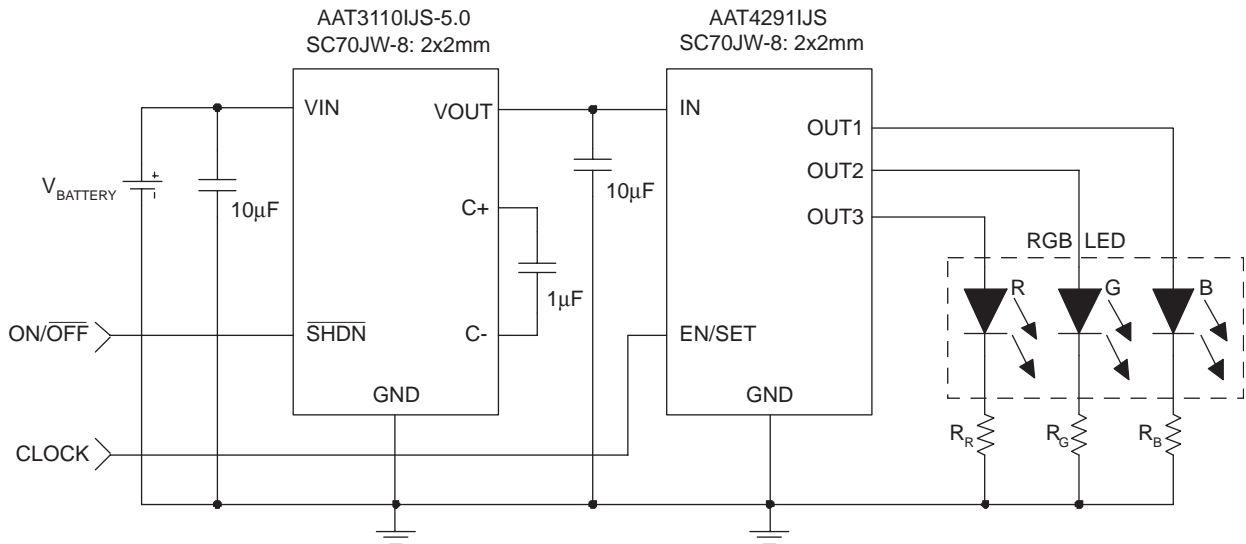 AAT3110IJS-5.0
SC70JW-8: 2x2mm
AAT4291IJS
SC70JW-8: 2x2mm
VIN
VOUT
IN
OUT1
OUT2
OUT3
V_BATTERY
+
-
10μF
C+
10μF
1μF
RGB LED
R
G
B
ON/OFF
SHDN
C-
EN/SET
GND
GND
CLOCK
R_R
R_G
R_B